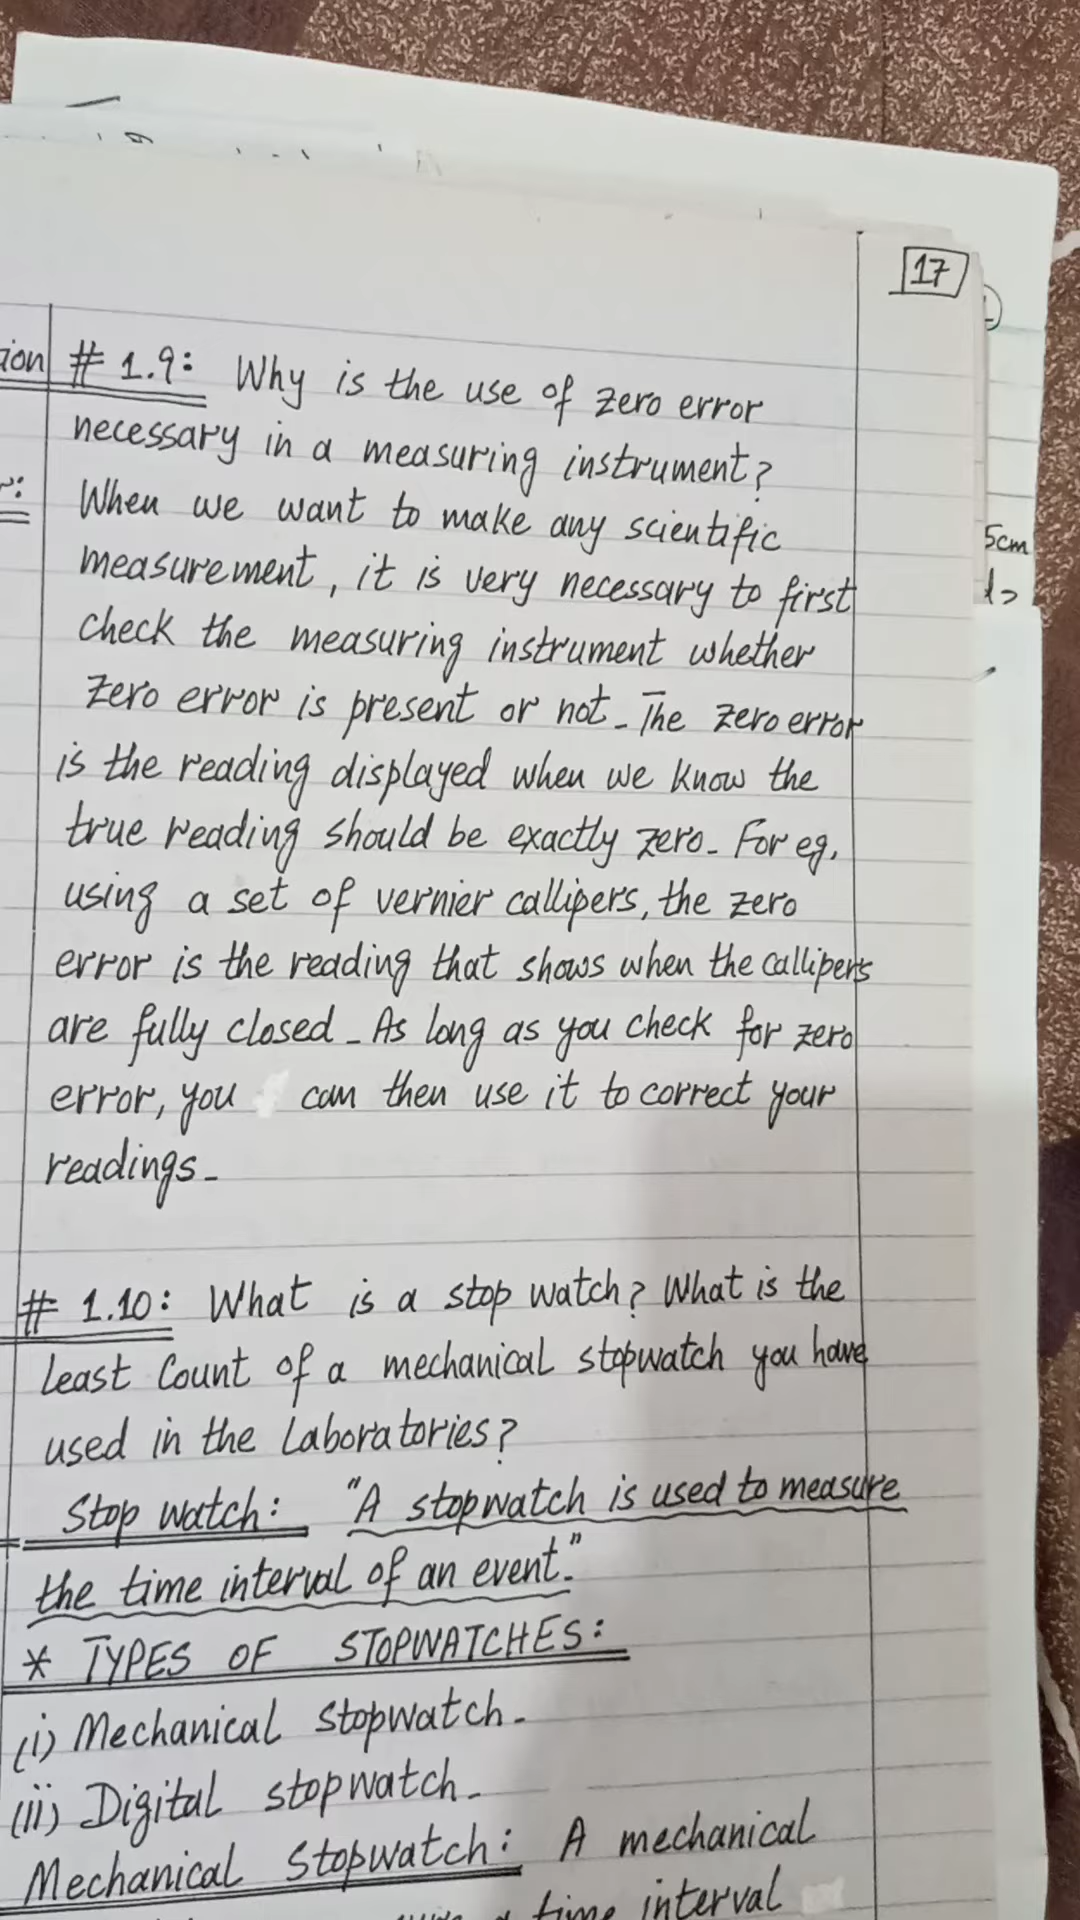 17
ion # 1.9: Why is the use of zero error
necessary in a measuring instrument?
When we want to make any scientific
measurement, it is very necessary to first
check the measuring instrument whether
zero error is present or not_ The zero error
is the reading displayed when we know the
true reading should be exactly zero_ For eg,
using a set of vernier callipers, the zero
error is the reading that shows when the callipers
are fully closed_ As long as you check for zero
error, you can then use it to correct your
readings_
# 1.10: What is a stop watch? What is the
Least Count of a mechanical stopwatch you have
used in the Laboratories?
Stop watch: "A stopwatch is used to measure
the time interval of an event."
* TYPES OF STOPWATCHES:
(i) Mechanical stopwatch_
(ii) Digital stopwatch_
Mechanical Stopwatch: A mechanical
a time interval
5cm